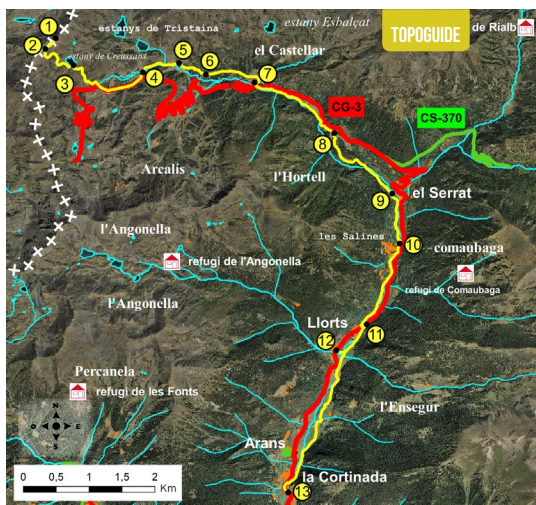 1
2
estanys de Tristaina
estany Esbalçat
TOPOGUIDE
de Rialb
estany de Creussans
5
6
el Castellar
3
4
7
CG-3
CS-370
8
Arcalis
l'Hortell
9
el Serrat
l'Angonella
les Salines
10
comaubaga
refugi de l'Angonella
refugi de Comaubaga
l'Angonella
Llorts
11
12
Percanela
refugi de les Fonts
l'Ensegur
N
O
E
S
Arans
la Cortinada
13
0 0,5 1 1,5 2
Km